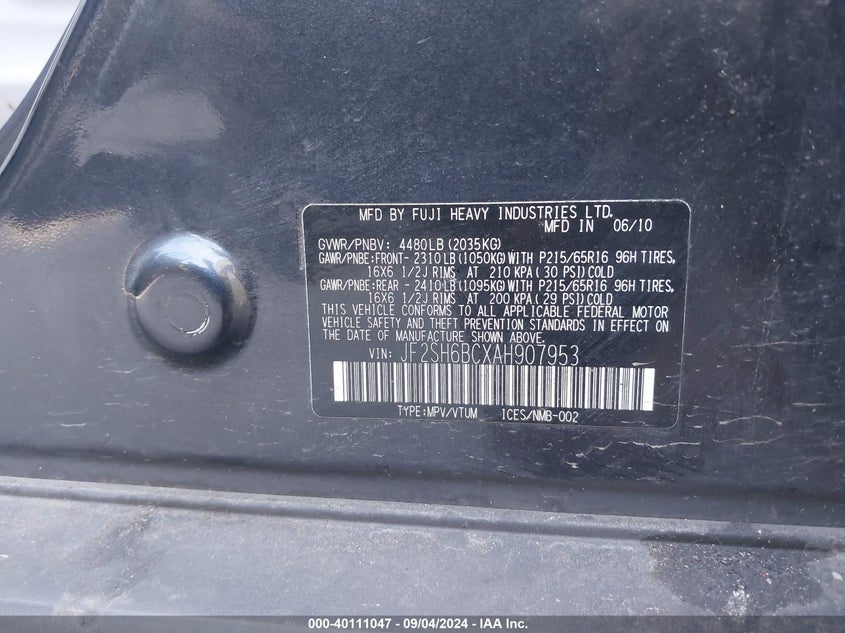 MFD BY FUJI HEAVY INDUSTRIES LTD.
MFD IN 06/10
GVWR/PNBV: 4480LB (2035KG)
GAWR/PNBE:FRONT- 2310LB(1050KG)WITH P215/65R16 96H TIRES,
16X6 1/2J RIMS AT 210 KPA( 30 PSI)COLD
GAWR/PNBE:REAR - 2410LB(1095KG)WITH P215/65R16 96H TIRES,
16X6 1/2J RIMS AT 200 KPA(29 PSI)COLD
THIS VEHICLE CONFORMS TO ALL APPLICABLE FEDERAL MOTOR
VEHICLE SAFETY AND THEFT PREVENTION STANDARDS IN EFFECT ON
THE DATE OF MANUFACTURE SHOWN ABOVE.
VIN: JF2SH6BCXAH907953
TYPE:MPV/VTUM ICES/NMB-002
000-40111047 - 09/04/2024 - IAA Inc.